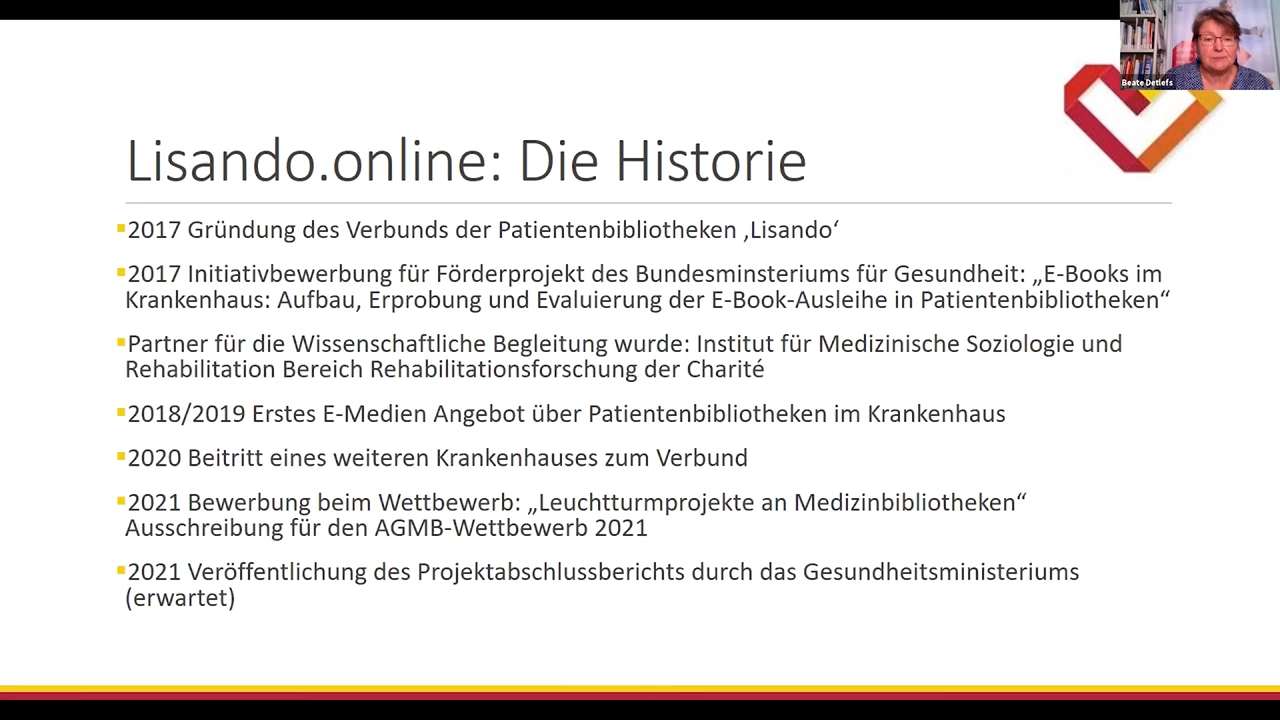 Beate Detlefs
Lisando.online: Die Historie
2017 Gründung des Verbunds der Patientenbibliotheken ‚Lisando‘
2017 Initiativbewerbung für Förderprojekt des Bundesminsteriums für Gesundheit: „E-Books im
Krankenhaus: Aufbau, Erprobung und Evaluierung der E-Book-Ausleihe in Patientenbibliotheken“
Partner für die Wissenschaftliche Begleitung wurde: Institut für Medizinische Soziologie und
Rehabilitation Bereich Rehabilitationsforschung der Charité
2018/2019 Erstes E-Medien Angebot über Patientenbibliotheken im Krankenhaus
2020 Beitritt eines weiteren Krankenhauses zum Verbund
2021 Bewerbung beim Wettbewerb: „Leuchtturmprojekte an Medizinbibliotheken“
Ausschreibung für den AGMB-Wettbewerb 2021
2021 Veröffentlichung des Projektabschlussberichts durch das Gesundheitsministeriums
(erwartet)